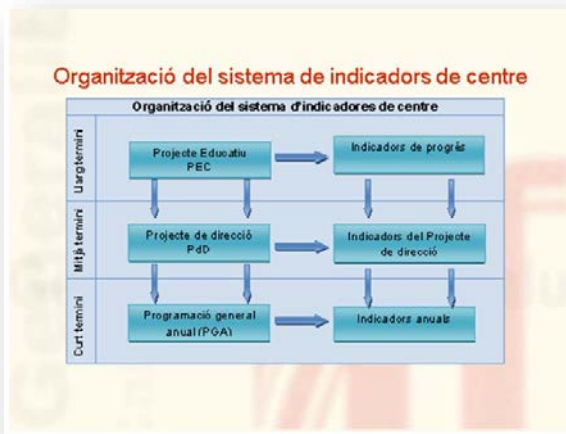 Organització del sistema de indicadors de centre
Organització del sistema d'indicadores de centre
Llarg termini
Projecte Educatiu
PEC
Indicadors de progrés
Mitjà termini
Projecte de direcció
PdD
Indicadors del Projecte
de direcció
Curt termini
Programació general
anual (PGA)
Indicadors anuals